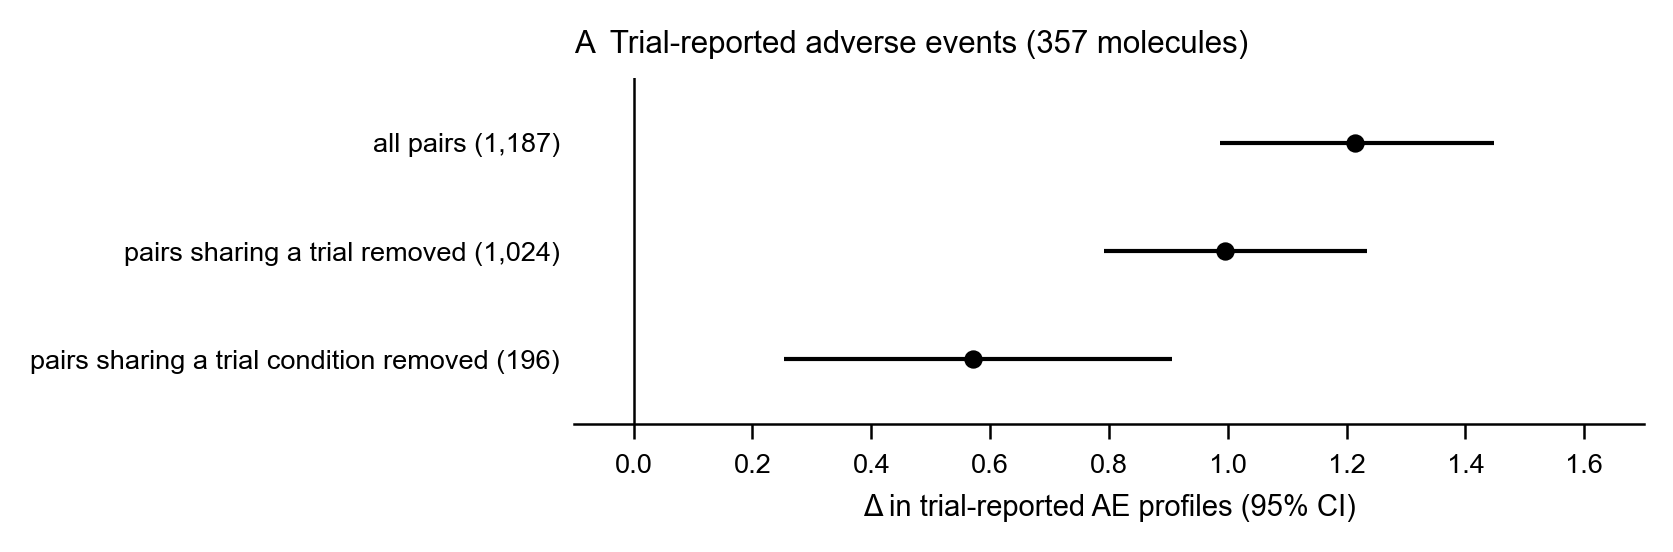 A Trial-reported adverse events (357 molecules)
all pairs (1,187)
pairs sharing a trial removed (1,024)
pairs sharing a trial condition removed (196)
0.0 0.2 0.4 0.6 0.8 1.0 1.2 1.4 1.6
Δ in trial-reported AE profiles (95% CI)